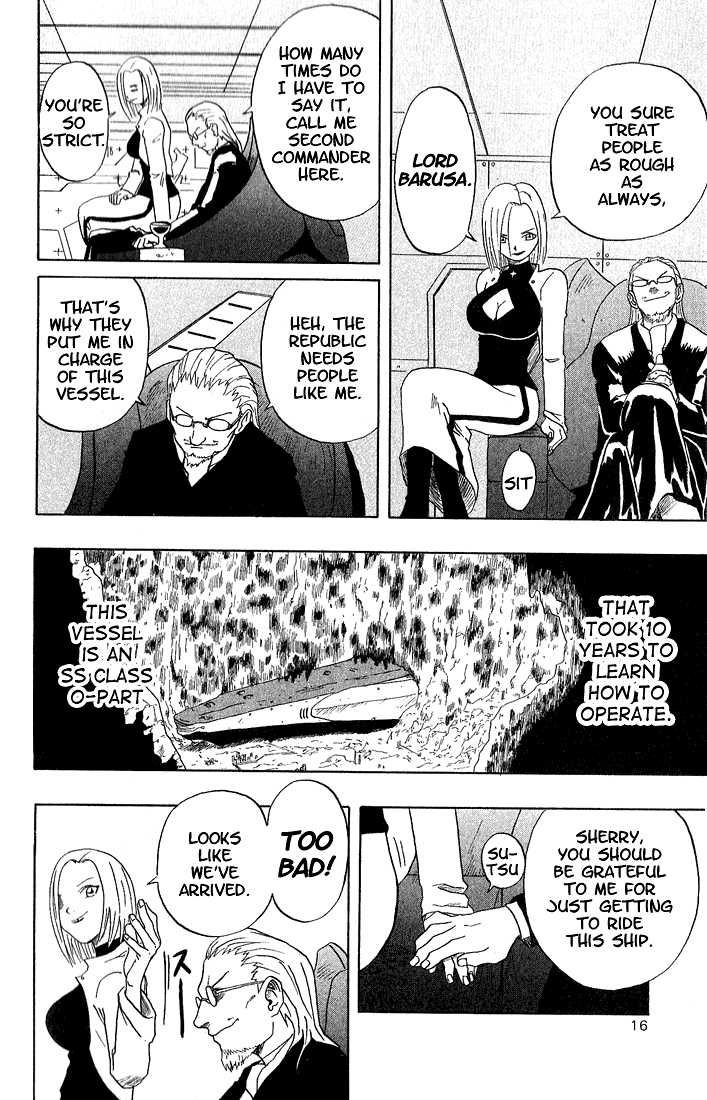 YOU SURE
TREAT
PEOPLE
AS ROUGH
AS
ALWAYS,
LORD
BARUSA.
SIT
HOW MANY
TIMES DO
I HAVE TO
SAY IT,
CALL ME
SECOND
COMMANDER
HERE.
YOU'RE
SO
STRICT.
HEH, THE
REPUBLIC
NEEDS
PEOPLE
LIKE ME.
THAT'S
WHY THEY
PUT ME IN
CHARGE
OF THIS
VESSEL.
THIS
VESSEL
IS AN
SS CLASS
O-PART
THAT
TOOK 10
YEARS TO
LEARN
HOW TO
OPERATE.
SHERRY,
YOU SHOULD
BE GRATEFUL
TO ME FOR
JUST GETTING
TO RIDE
THIS SHIP.
SU-
TSU
TOO
BAD!
LOOKS
LIKE
WE'VE
ARRIVED.
スー
16